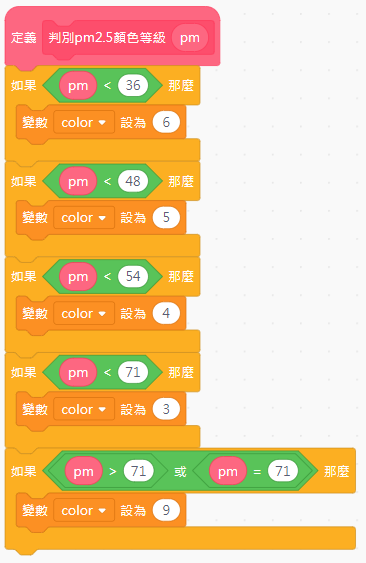 定義 判別pm2.5顏色等級 pm
如果 pm < 36 那麼
變數 color 設為 6
如果 pm < 48 那麼
變數 color 設為 5
如果 pm < 54 那麼
變數 color 設為 4
如果 pm < 71 那麼
變數 color 設為 3
如果 pm > 71 或 pm = 71 那麼
變數 color 設為 9